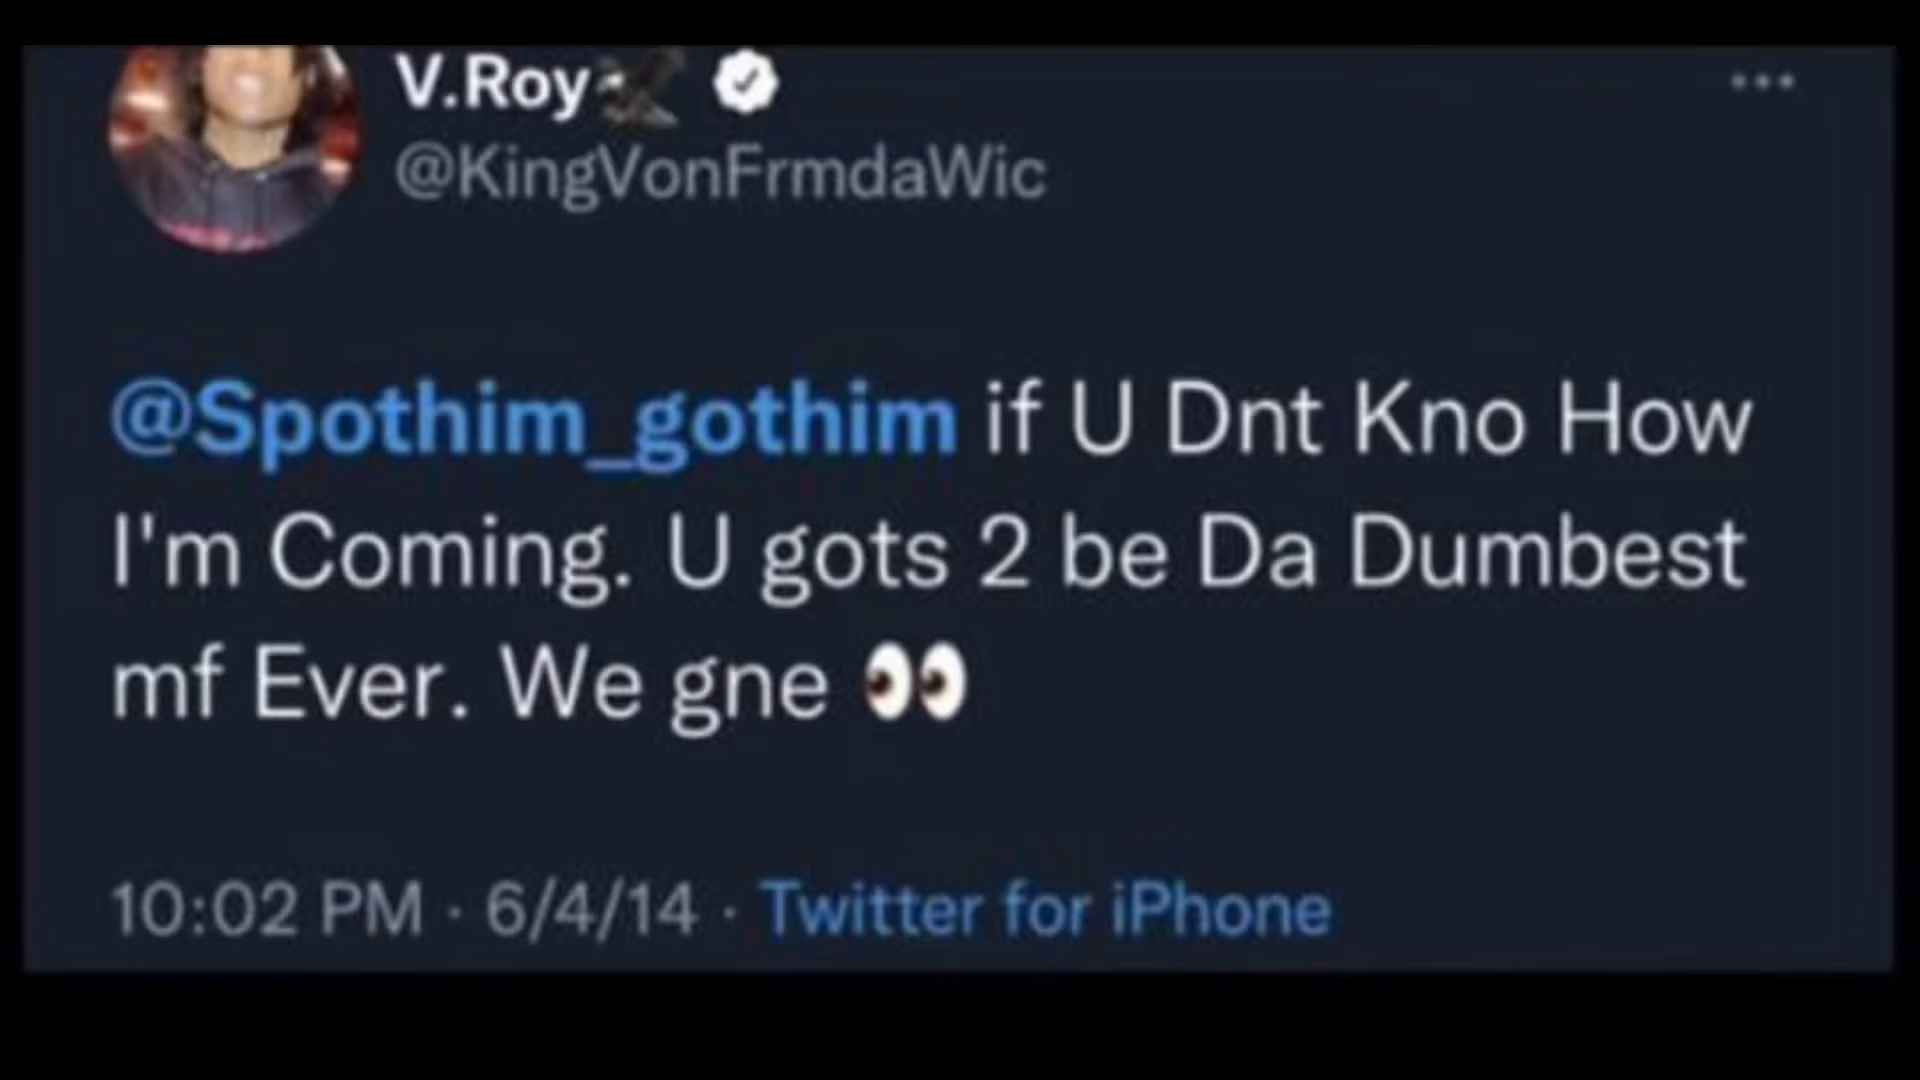 V.Roy
@KingVonFrmdaWic
@Spothim_gothim if U Dnt Kno How
I'm Coming. U gots 2 be Da Dumbest
mf Ever. We gne 👀
10:02 PM · 6/4/14 · Twitter for iPhone